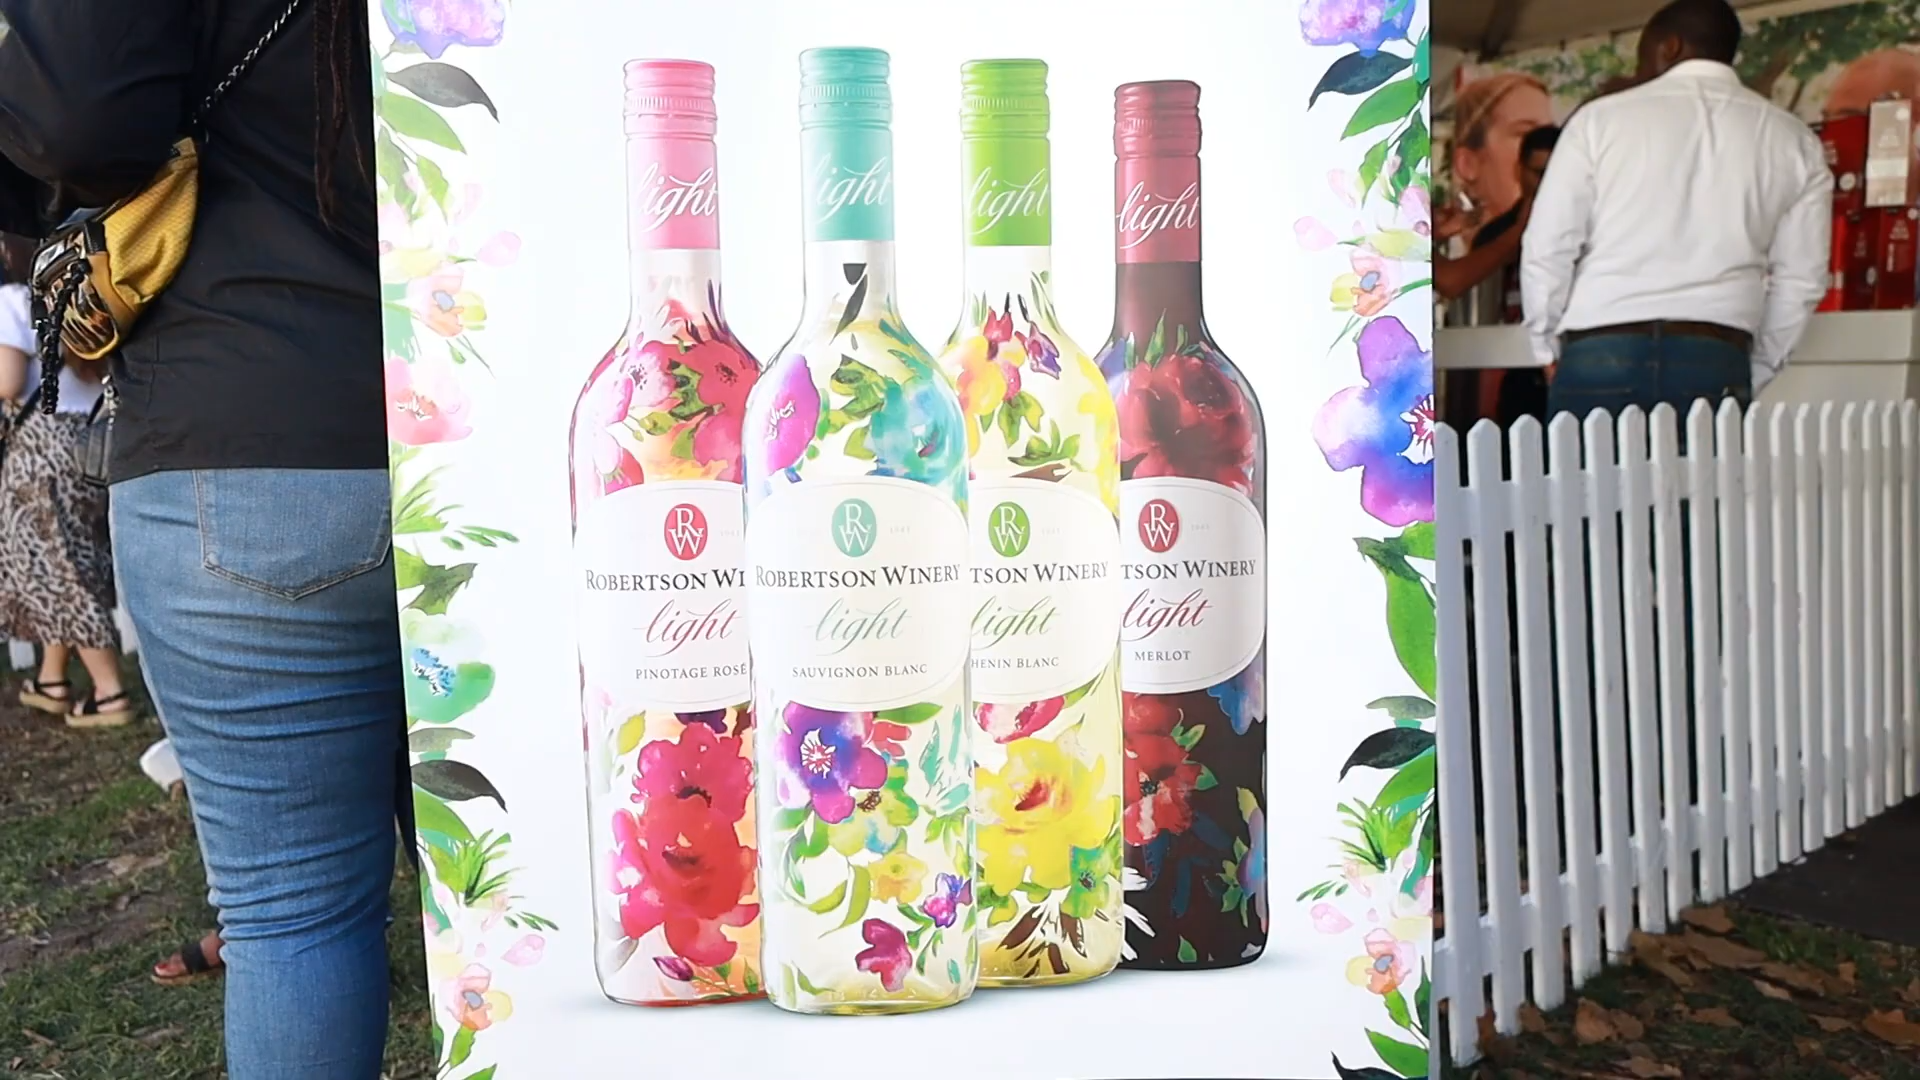 light
light
light
light
RW
ROBERTSON WI
light
PINOTAGE ROSÉ
RW
ROBERTSON WINERY
light
SAUVIGNON BLANC
RW
TSON WINERY
light
HENIN BLANC
RW
TSON WINERY
light
MERLOT